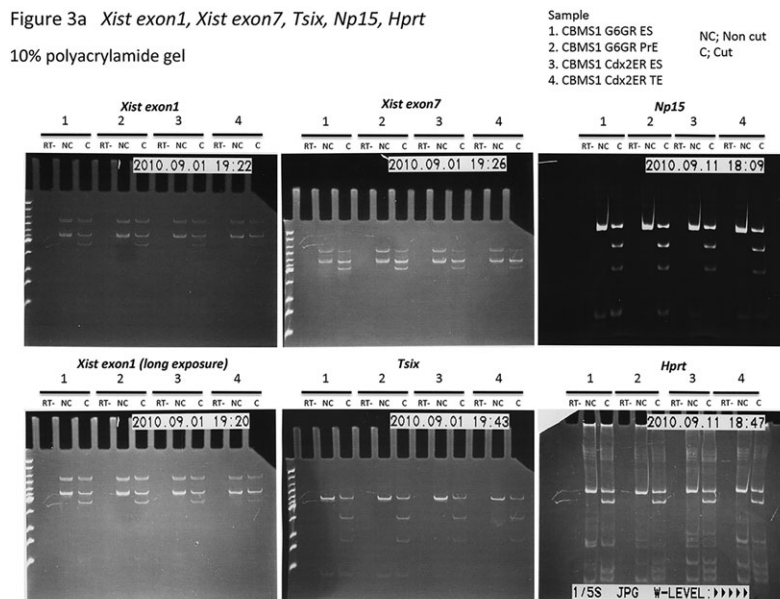 Figure 3a Xist exon1, Xist exon7, Tsix, Np15, Hprt
10% polyacrylamide gel
Sample
1. CBMS1 G6GR ES
2. CBMS1 G6GR PrE
3. CBMS1 Cdx2ER ES
4. CBMS1 Cdx2ER TE
NC; Non cut
C; Cut
Xist exon1
1 2 3 4
RT- NC C RT- NC C RT- NC C RT- NC C
2010.09.01 19:22
Xist exon7
1 2 3 4
RT- NC C RT- NC C RT- NC C RT- NC C
2010.09.01 19:26
Np15
1 2 3 4
RT- NC C RT- NC C RT- NC C RT- NC C
2010.09.11 18:09
Xist exon1 (long exposure)
1 2 3 4
RT- NC C RT- NC C RT- NC C RT- NC C
2010.09.01 19:20
Tsix
1 2 3 4
RT- NC C RT- NC C RT- NC C RT- NC C
2010.09.01 19:43
Hprt
1 2 3 4
RT- NC C RT- NC C RT- NC C RT- NC C
2010.09.11 18:47
1/5S JPG W-LEVEL: